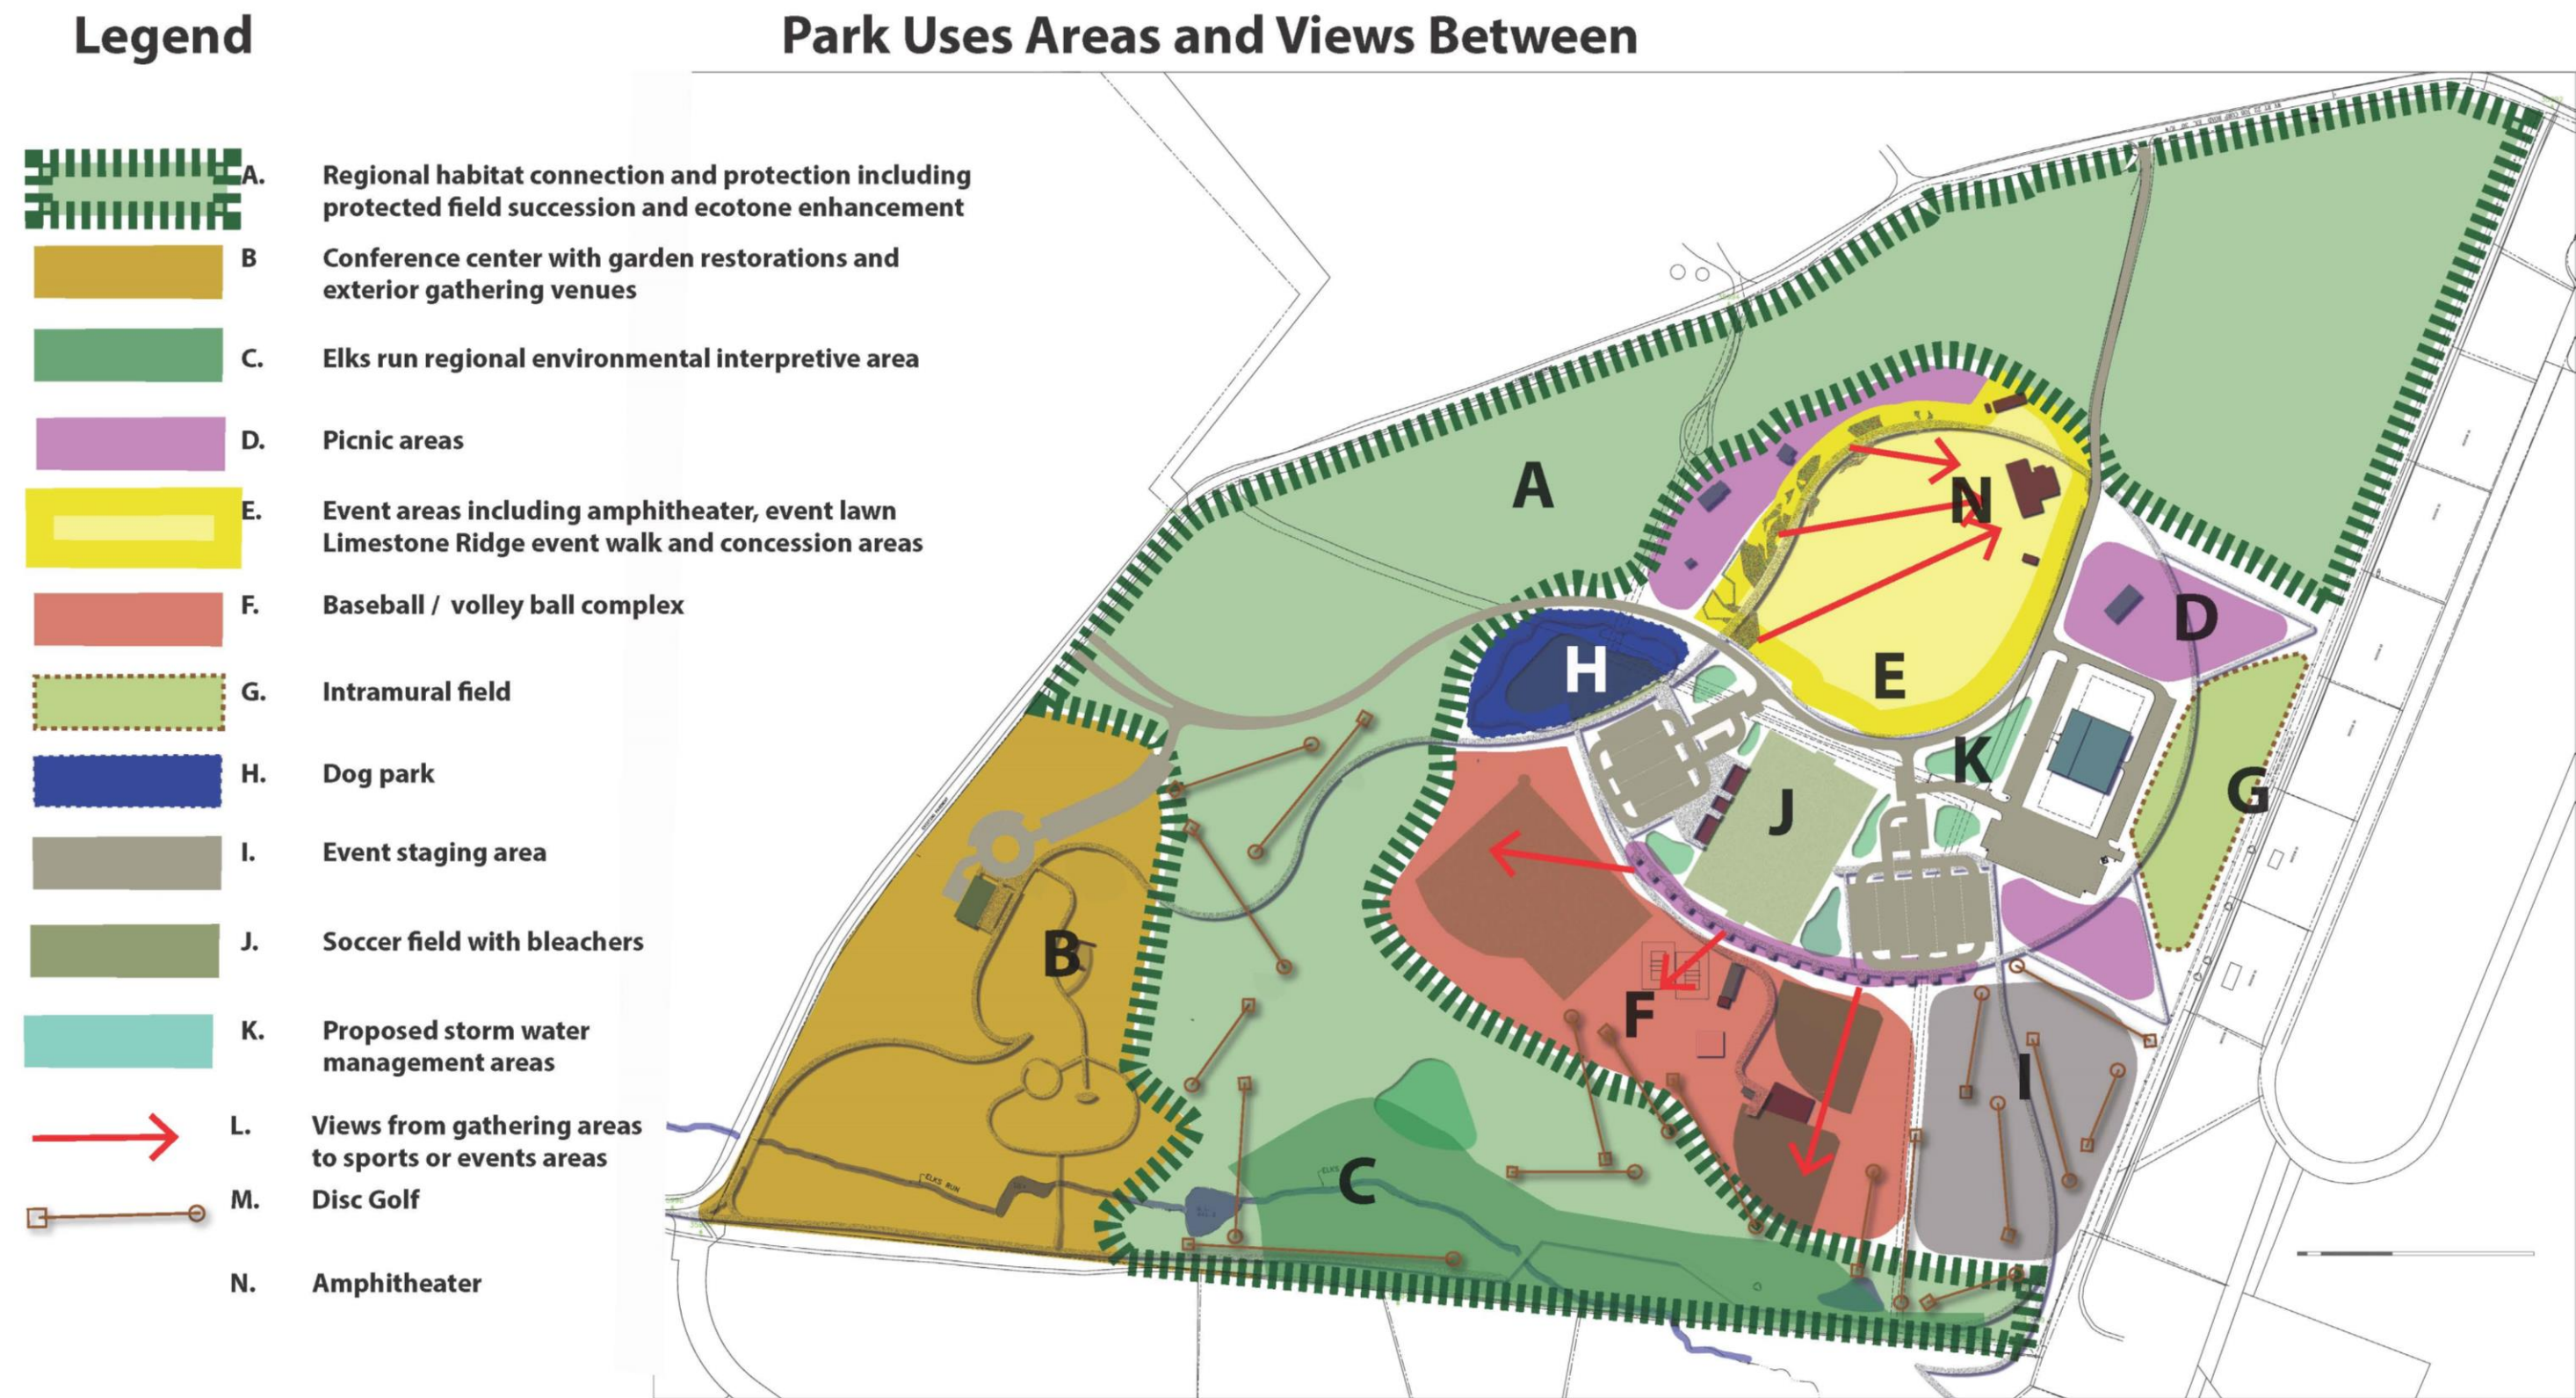 Legend
Park Uses Areas and Views Between
A. Regional habitat connection and protection including
protected field succession and ecotone enhancement
B Conference center with garden restorations and
exterior gathering venues
C. Elks run regional environmental interpretive area
D. Picnic areas
E. Event areas including amphitheater, event lawn
Limestone Ridge event walk and concession areas
F. Baseball / volley ball complex
G. Intramural field
H. Dog park
I. Event staging area
J. Soccer field with bleachers
K. Proposed storm water
management areas
L. Views from gathering areas
to sports or events areas
M. Disc Golf
N. Amphitheater
A
N
D
H
E
K
G
J
B
F
I
C
ELKS RUN
ELKS